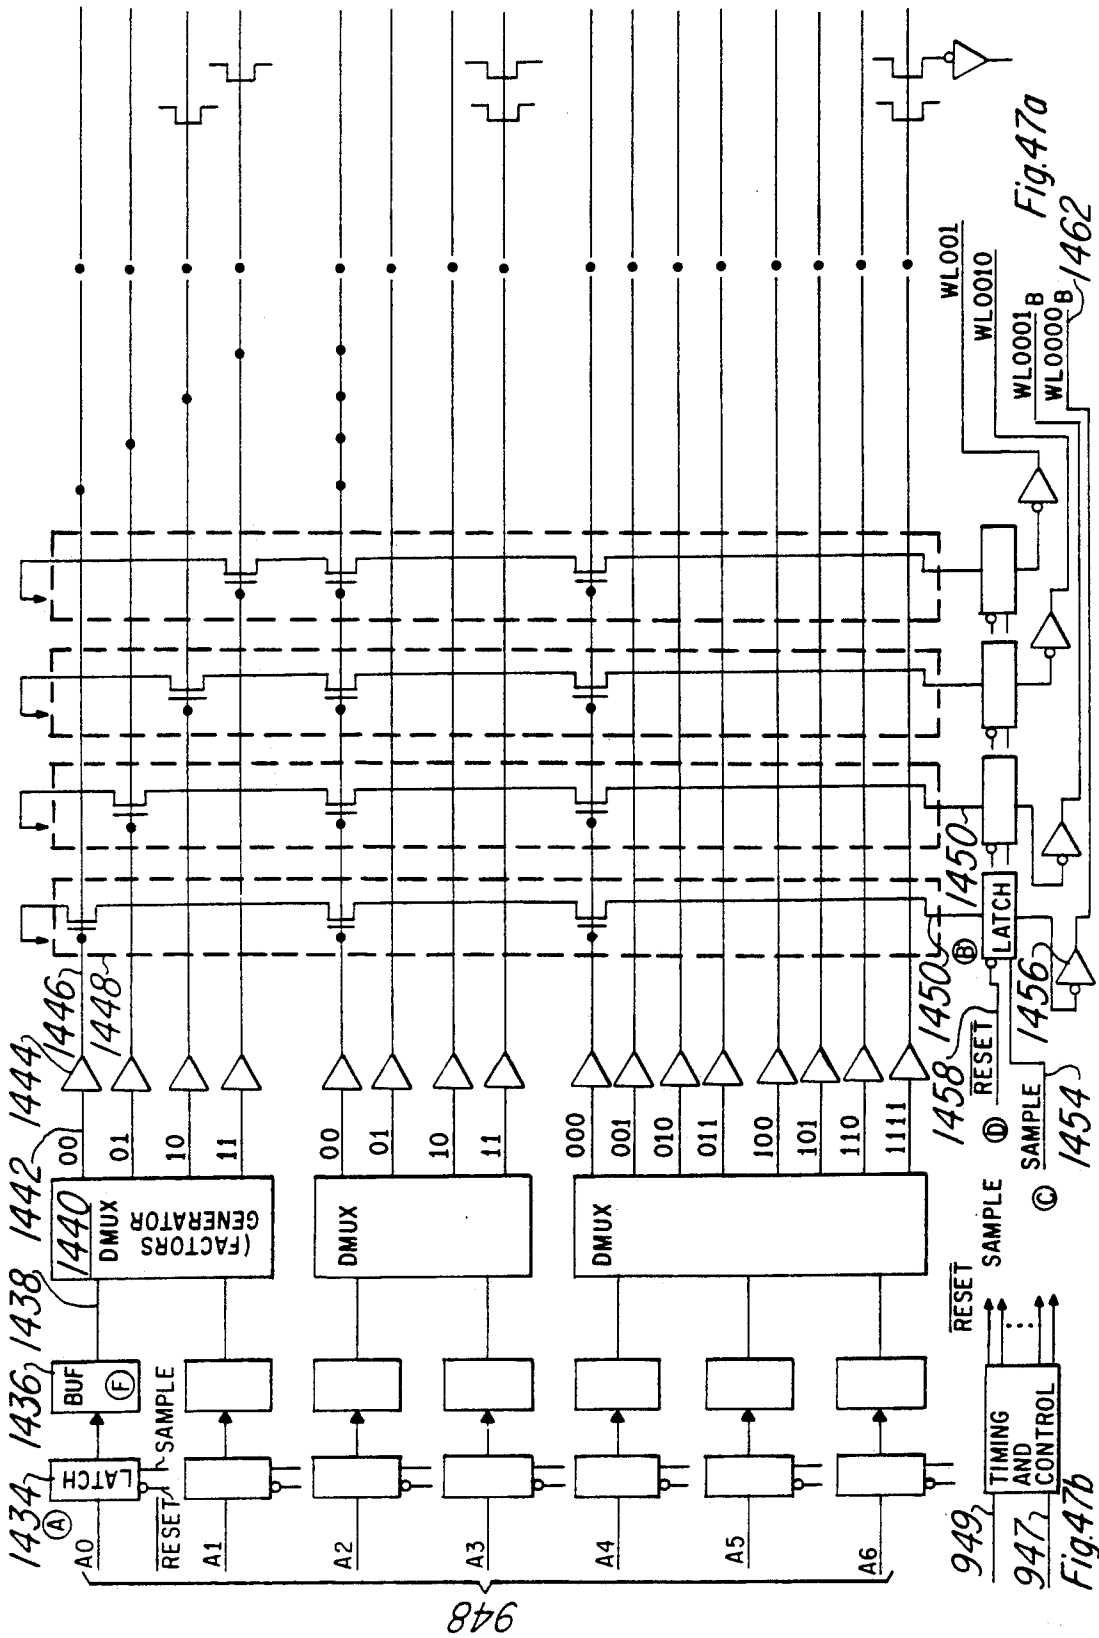 1434
1436
1438
1442
1444
1446
1448
A
A0
LATCH
RESET
SAMPLE
BUF
F
1440
DMUX
(FACTORS
GENERATOR
00
01
10
11
A1
A2
A3
DMUX
00
01
10
11
A4
A5
A6
DMUX
000
001
010
011
100
101
110
1111
948
1450
1450
B
LATCH
1458
RESET
D
SAMPLE
C
1454
1456
WL001
WL0010
WL0001B
WL0000B
1462
Fig.47a
949
947
TIMING
AND
CONTROL
RESET
SAMPLE
Fig.47b